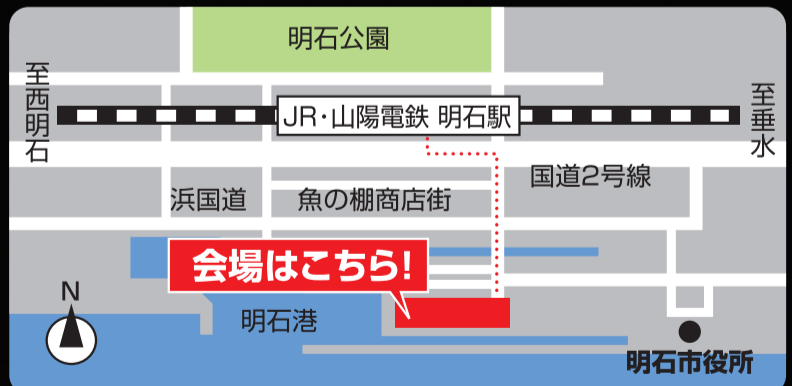 明石公園
至西明石
JR・山陽電鉄 明石駅
至垂水
国道2号線
浜国道
魚の棚商店街
会場はこちら!
N
明石港
明石市役所